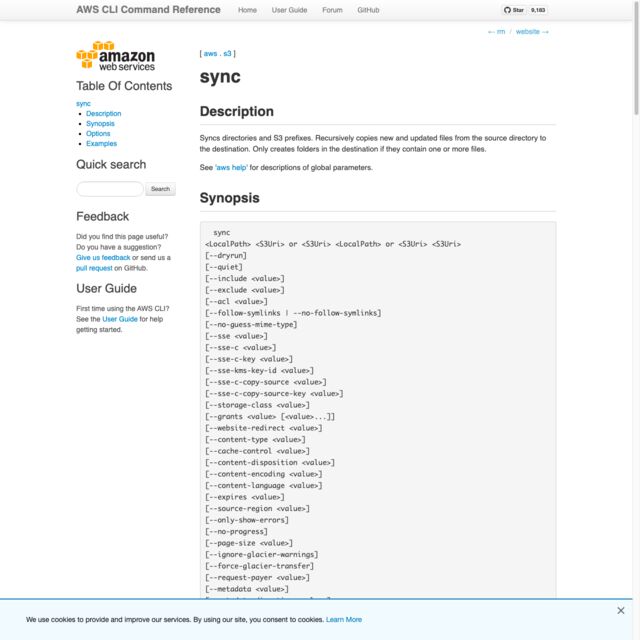 AWS CLI Command Reference
Home
User Guide
Forum
GitHub
Star
9,183
← rm / website →
amazon
web services
Table Of Contents
sync
Description
Synopsis
Options
Examples
Quick search
Search
Feedback
Did you find this page useful?
Do you have a suggestion?
Give us feedback or send us a
pull request on GitHub.
User Guide
First time using the AWS CLI?
See the User Guide for help
getting started.
[ aws . s3 ]
sync
Description
Syncs directories and S3 prefixes. Recursively copies new and updated files from the source directory to
the destination. Only creates folders in the destination if they contain one or more files.
See 'aws help' for descriptions of global parameters.
Synopsis
sync
<LocalPath> <S3Uri> or <S3Uri> <LocalPath> or <S3Uri> <S3Uri>
[--dryrun]
[--quiet]
[--include <value>]
[--exclude <value>]
[--acl <value>]
[--follow-symlinks | --no-follow-symlinks]
[--no-guess-mime-type]
[--sse <value>]
[--sse-c <value>]
[--sse-c-key <value>]
[--sse-kms-key-id <value>]
[--sse-c-copy-source <value>]
[--sse-c-copy-source-key <value>]
[--storage-class <value>]
[--grants <value> [<value>...]]
[--website-redirect <value>]
[--content-type <value>]
[--cache-control <value>]
[--content-disposition <value>]
[--content-encoding <value>]
[--content-language <value>]
[--expires <value>]
[--source-region <value>]
[--only-show-errors]
[--no-progress]
[--page-size <value>]
[--ignore-glacier-warnings]
[--force-glacier-transfer]
[--request-payer <value>]
[--metadata <value>]
We use cookies to provide and improve our services. By using our site, you consent to cookies. Learn More